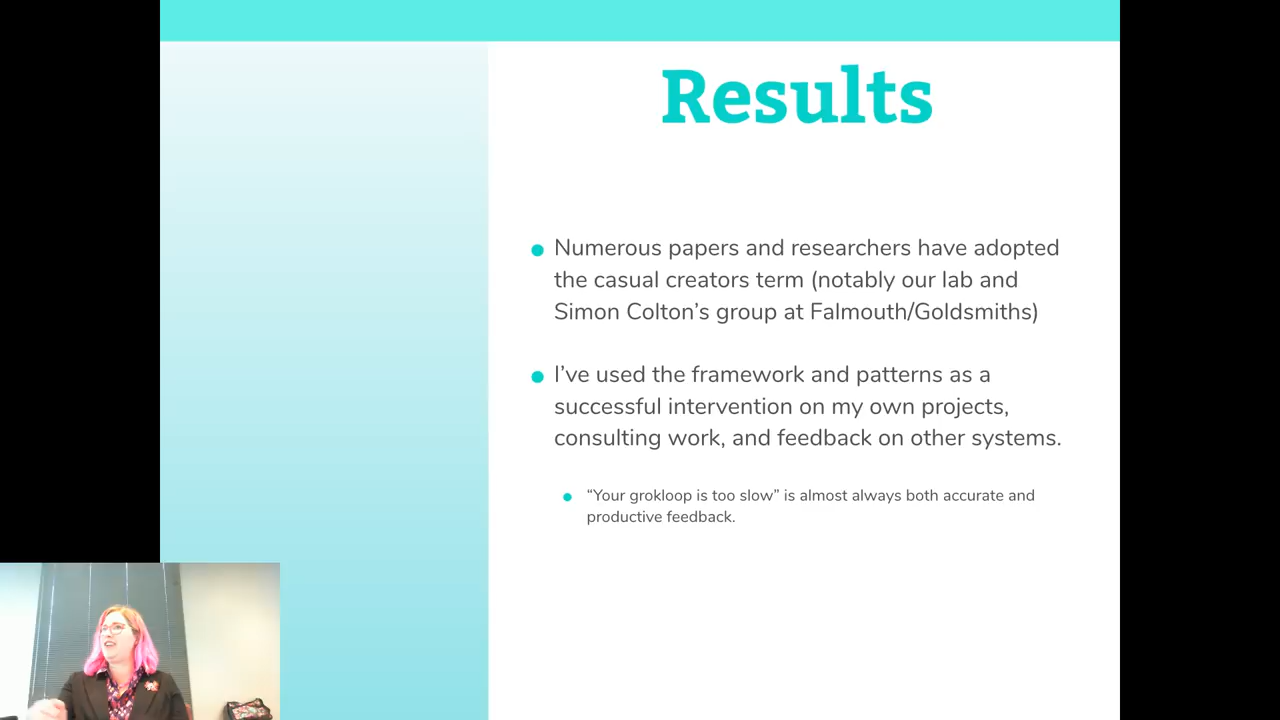 Results
Numerous papers and researchers have adopted
the casual creators term (notably our lab and
Simon Colton’s group at Falmouth/Goldsmiths)
I’ve used the framework and patterns as a
successful intervention on my own projects,
consulting work, and feedback on other systems.
“Your grokloop is too slow” is almost always both accurate and
productive feedback.